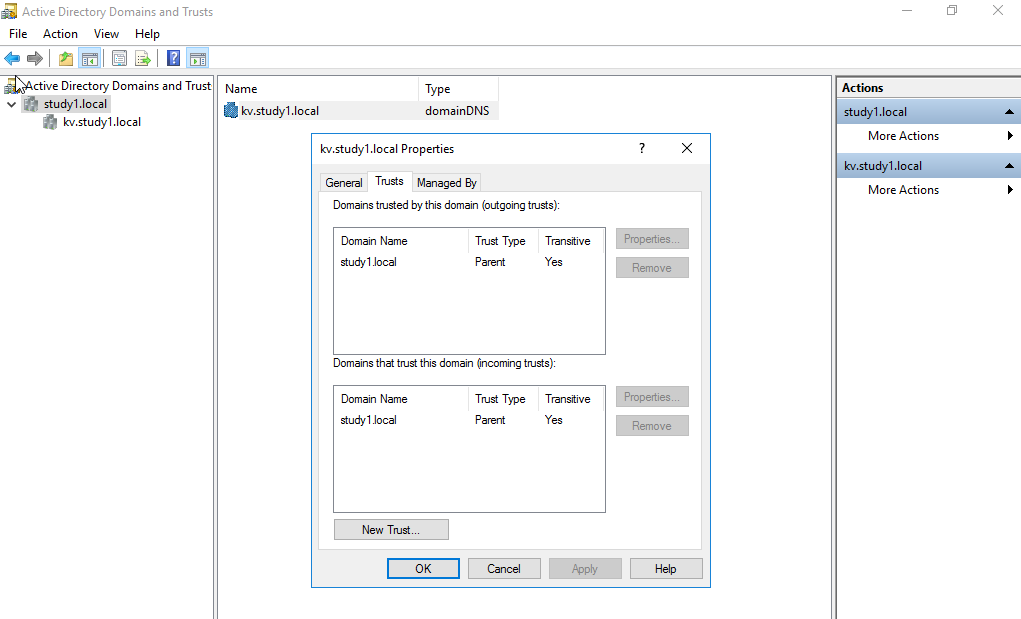 Active Directory Domains and Trusts
File Action View Help
Active Directory Domains and Trust
study1.local
kv.study1.local
Name Type
kv.study1.local domainDNS
kv.study1.local Properties
General Trusts Managed By
Domains trusted by this domain (outgoing trusts):
Domain Name Trust Type Transitive
study1.local Parent Yes
Properties...
Remove
Domains that trust this domain (incoming trusts):
Domain Name Trust Type Transitive
study1.local Parent Yes
Properties...
Remove
New Trust...
OK Cancel Apply Help
Actions
study1.local
More Actions
kv.study1.local
More Actions